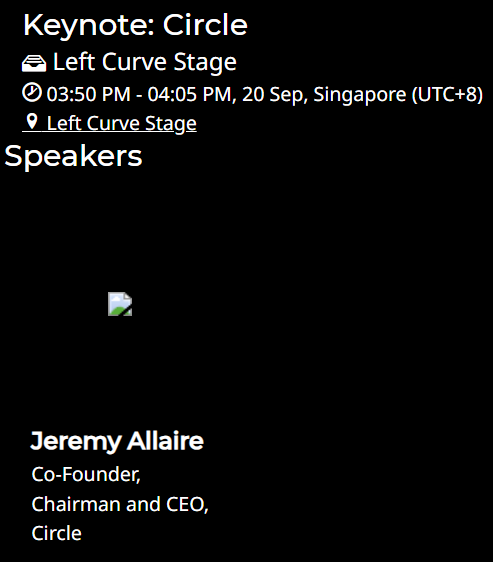 Keynote: Circle
Left Curve Stage
03:50 PM - 04:05 PM, 20 Sep, Singapore (UTC+8)
Left Curve Stage
Speakers
Jeremy Allaire
Co-Founder,
Chairman and CEO,
Circle